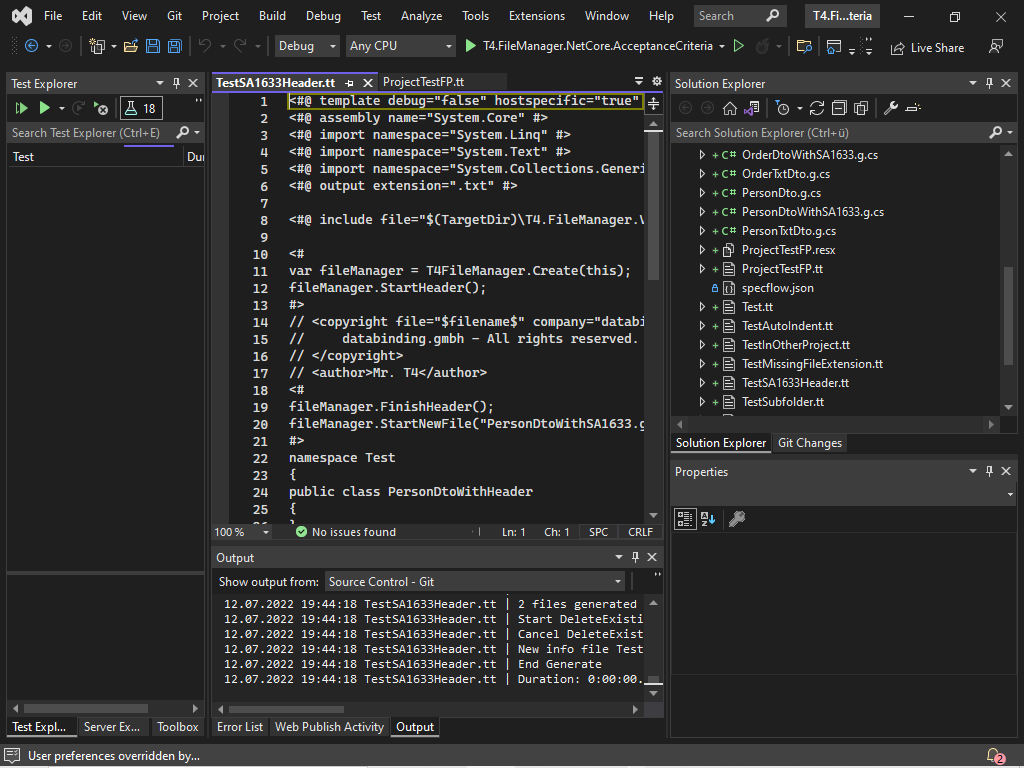 File Edit View Git Project Build Debug Test Analyze Tools Extensions Window Help Search T4.Fi...teria
Debug Any CPU T4.FileManager.NetCore.AcceptanceCriteria Live Share
Test Explorer
18
Search Test Explorer (Ctrl+E)
Test Dur
TestSA1633Header.tt ProjectTestFP.tt
1 <#@ template debug="false" hostspecific="true"
2 <#@ assembly name="System.Core" #>
3 <#@ import namespace="System.Linq" #>
4 <#@ import namespace="System.Text" #>
5 <#@ import namespace="System.Collections.Generi
6 <#@ output extension=".txt" #>
7
8 <#@ include file="$(TargetDir)\T4.FileManager.V
9
10 <#
11 var fileManager = T4FileManager.Create(this);
12 fileManager.StartHeader();
13 #>
14 // <copyright file="$filename$" company="databi
15 //     databinding.gmbh - All rights reserved.
16 // </copyright>
17 // <author>Mr. T4</author>
18 <#
19 fileManager.FinishHeader();
20 fileManager.StartNewFile("PersonDtoWithSA1633.g
21 #>
22 namespace Test
23 {
24 public class PersonDtoWithHeader
25 {
100 % No issues found Ln: 1 Ch: 1 SPC CRLF
Output
Show output from: Source Control - Git
12.07.2022 19:44:18 TestSA1633Header.tt | 2 files generated
12.07.2022 19:44:18 TestSA1633Header.tt | Start DeleteExisti
12.07.2022 19:44:18 TestSA1633Header.tt | Cancel DeleteExist
12.07.2022 19:44:18 TestSA1633Header.tt | New info file Test
12.07.2022 19:44:18 TestSA1633Header.tt | End Generate
12.07.2022 19:44:18 TestSA1633Header.tt | Duration: 0:00:00.
Solution Explorer
Search Solution Explorer (Ctrl+ü)
C# OrderDtoWithSA1633.g.cs
C# OrderTxtDto.g.cs
C# PersonDto.g.cs
C# PersonDtoWithSA1633.g.cs
C# PersonTxtDto.g.cs
ProjectTestFP.resx
ProjectTestFP.tt
specflow.json
Test.tt
TestAutoIndent.tt
TestInOtherProject.tt
TestMissingFileExtension.tt
TestSA1633Header.tt
TestSubfolder.tt
Solution Explorer Git Changes
Properties
Test Expl... Server Ex... Toolbox Error List Web Publish Activity Output
User preferences overridden by... 2